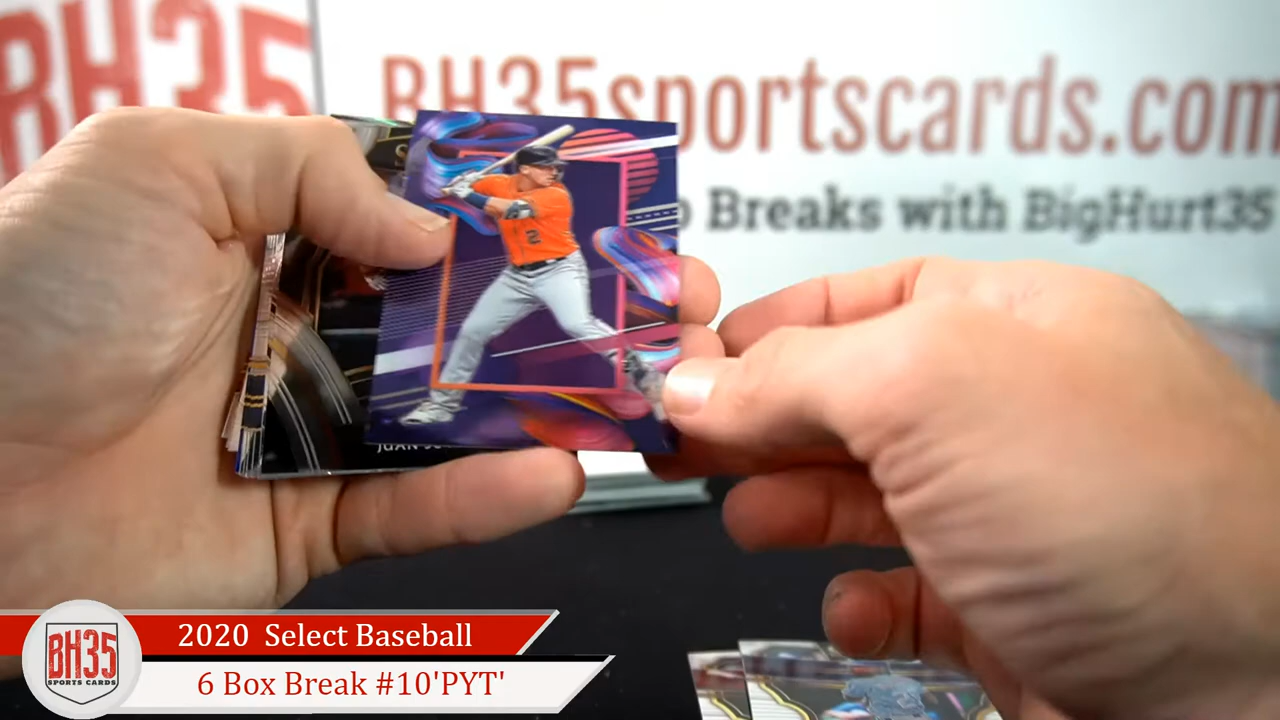 BH35
BH35sportscards.com
Breaks with BigHurt35
2
2020 Select Baseball
6 Box Break #10'PYT'
BH35
SPORTS CARDS